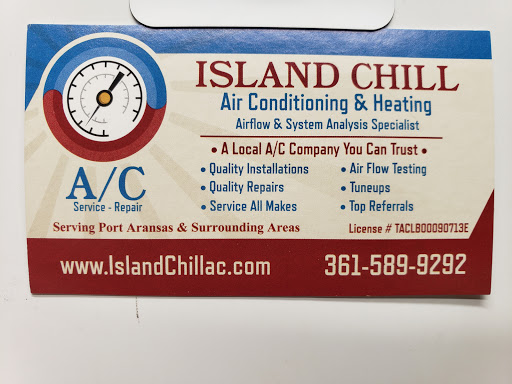 ISLAND CHILL
Air Conditioning & Heating
Airflow & System Analysis Specialist
• A Local A/C Company You Can Trust •
• Quality Installations
• Quality Repairs
• Service All Makes
• Air Flow Testing
• Tuneups
• Top Referrals
A/C
Service - Repair
Serving Port Aransas & Surrounding Areas
License # TACLB00090713E
www.IslandChillac.com
361-589-9292